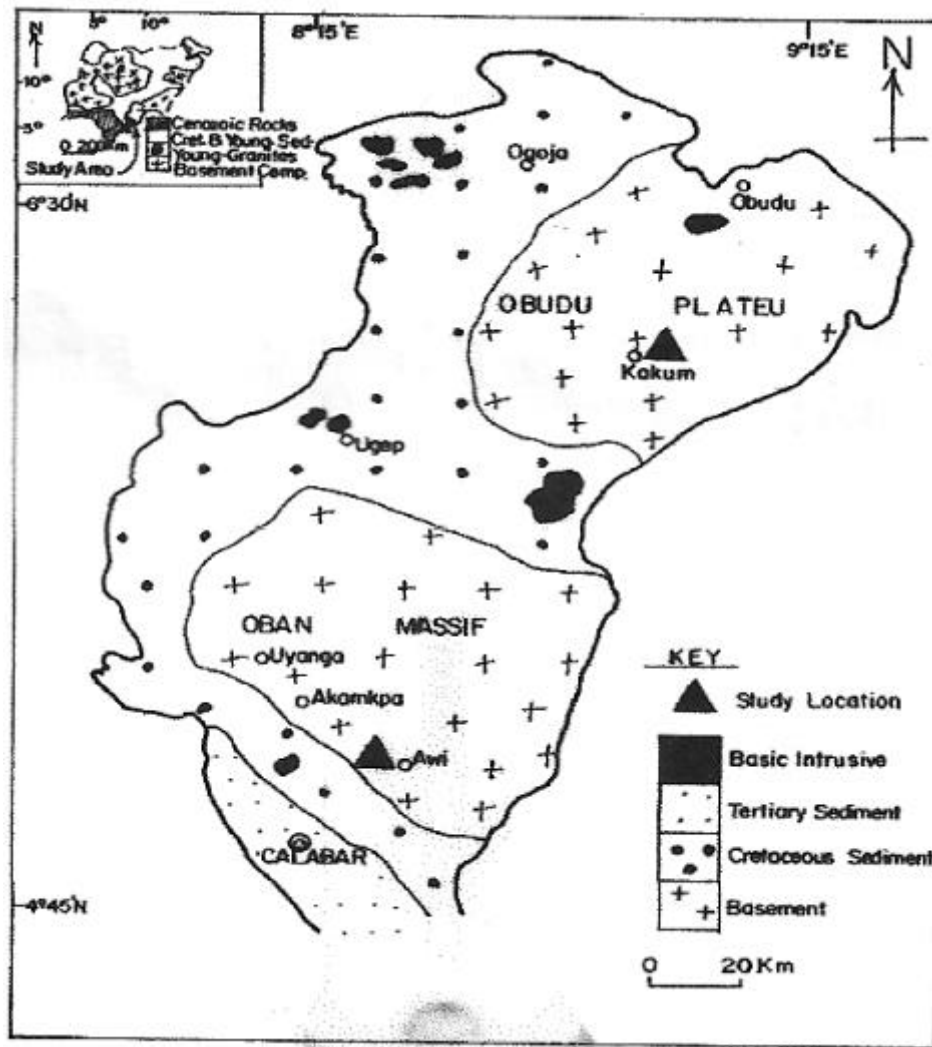 5° 10°
8°15'E
9°15'E
N
N
10°
5°
Cenozoic Rocks
Cret. & Young-Sed-
Young-Granites
Basement Comp.
0 200Km
Study Area
6°30'N
Ogoja
Obudu
OBUDU PLATEU
Kakum
Ugep
OBAN MASSIF
Uyanga
Akamkpa
Awi
CALABAR
4°45'N
KEY
Study Location
Basic Intrusive
Tertiary Sediment
Cretaceous Sediment
Basement
0 20Km